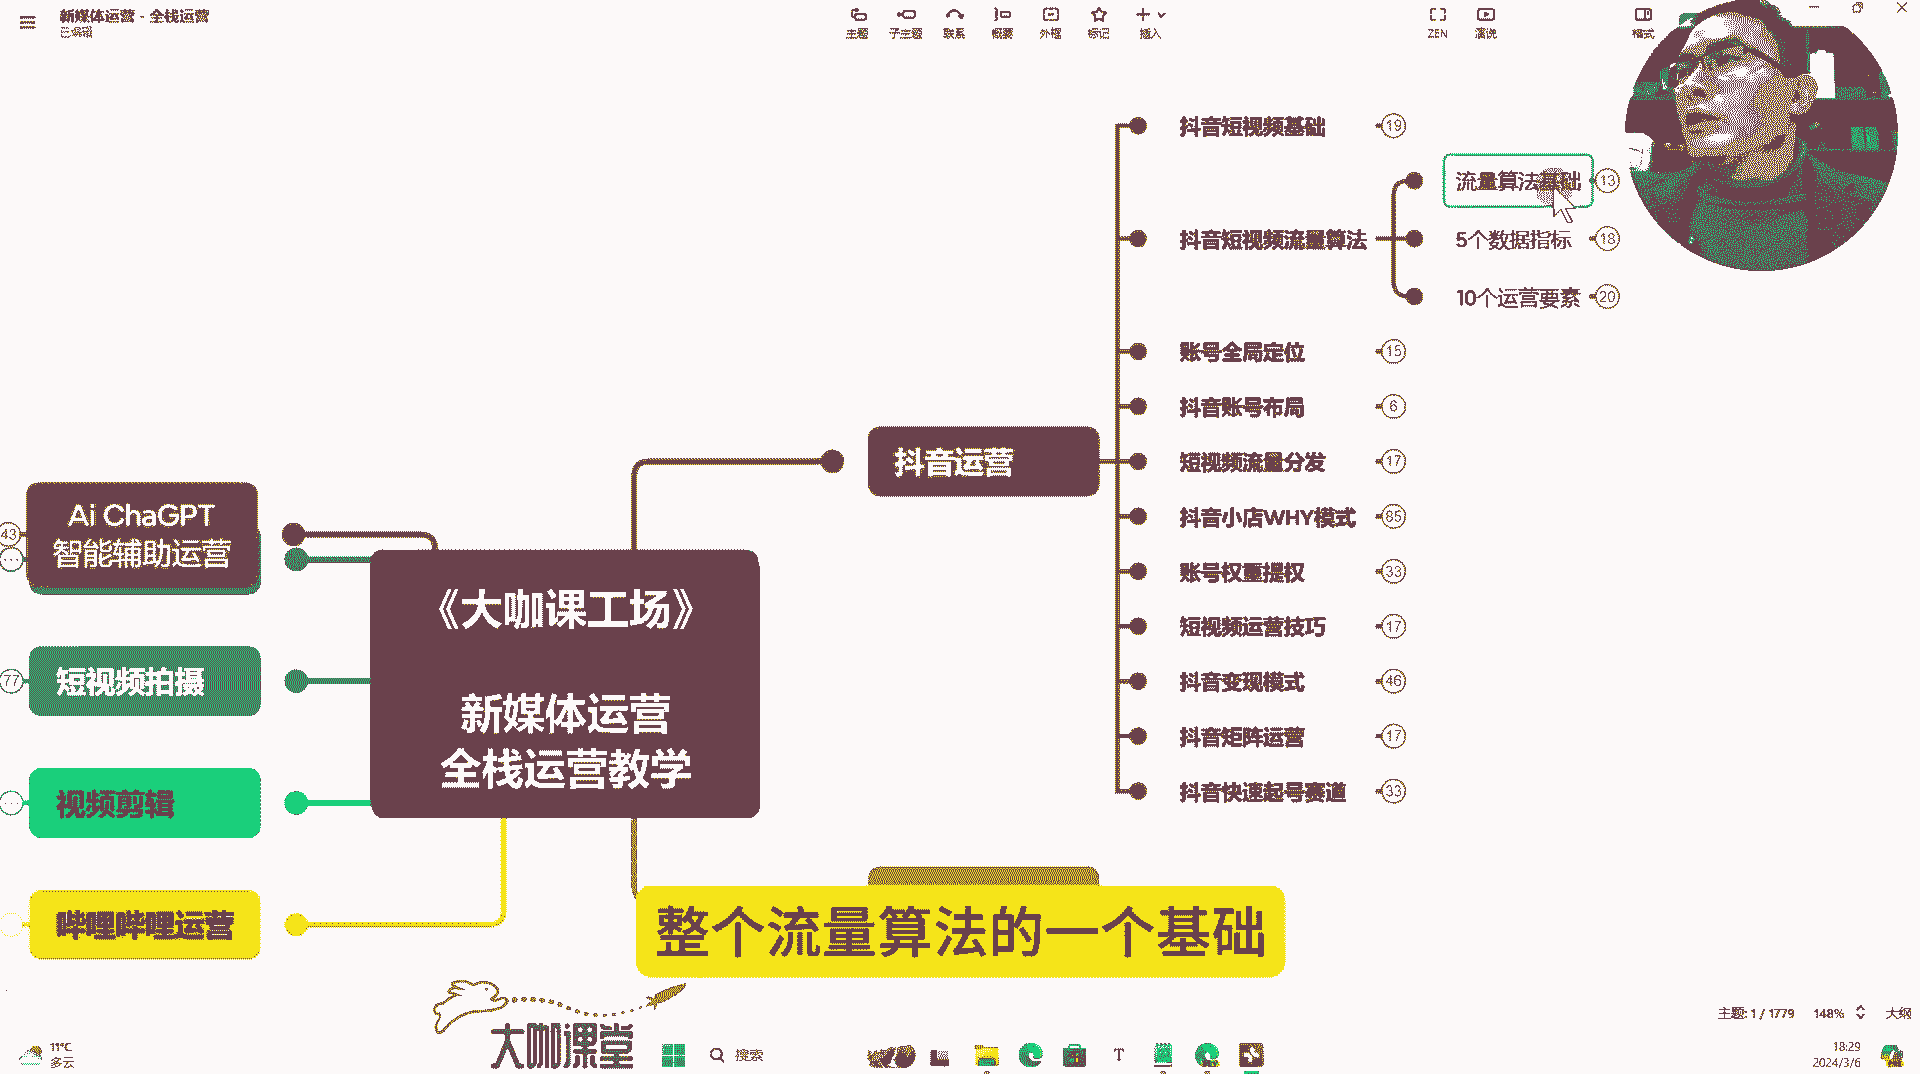 新媒体运营 - 全栈运营
已编辑
主题
子主题
联系
概要
外框
标记
插入
ZEN
演说
格式
抖音短视频基础
19
流量算法基础
13
抖音短视频流量算法
5个数据指标
18
10个运营要素
20
账号全局定位
15
抖音账号布局
6
抖音运营
短视频流量分发
17
抖音小店WHY模式
85
账号权重提权
33
短视频运营技巧
17
抖音变现模式
46
抖音矩阵运营
17
抖音快速起号赛道
33
Ai ChaGPT
智能辅助运营
43
短视频拍摄
77
视频剪辑
哔哩哔哩运营
《大咖课工场》
新媒体运营
全栈运营教学
整个流量算法的一个基础
大咖课堂
主题: 1 / 1779
148%
大纲
11°C
多云
搜索
18:29
2024/3/6